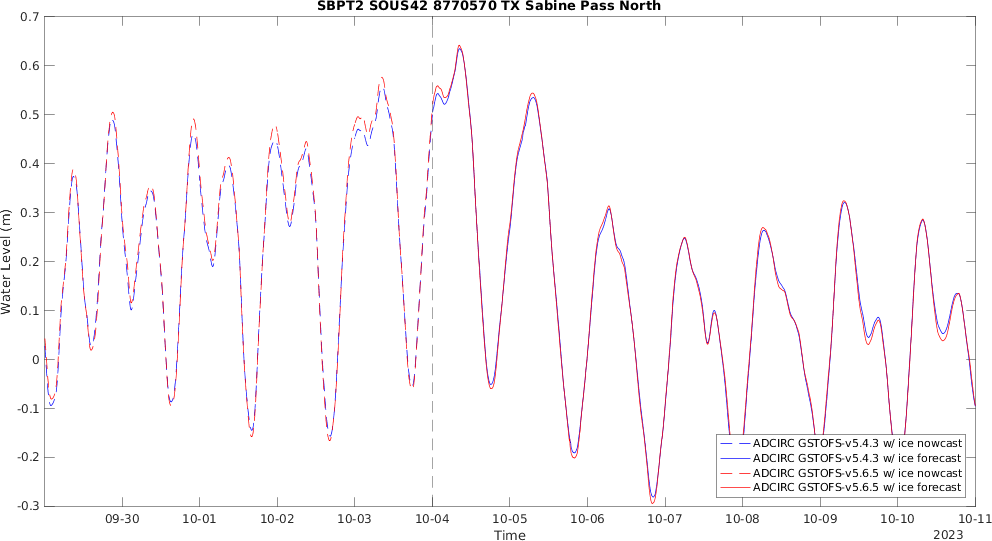 SBPT2 SOUS42 8770570 TX Sabine Pass North
Water Level (m)
0.7
0.6
0.5
0.4
0.3
0.2
0.1
0
-0.1
-0.2
-0.3
ADCIRC GSTOFS-v5.4.3 w/ ice nowcast
ADCIRC GSTOFS-v5.4.3 w/ ice forecast
ADCIRC GSTOFS-v5.6.5 w/ ice nowcast
ADCIRC GSTOFS-v5.6.5 w/ ice forecast
09-30 10-01 10-02 10-03 10-04 10-05 10-06 10-07 10-08 10-09 10-10 10-11
Time
2023